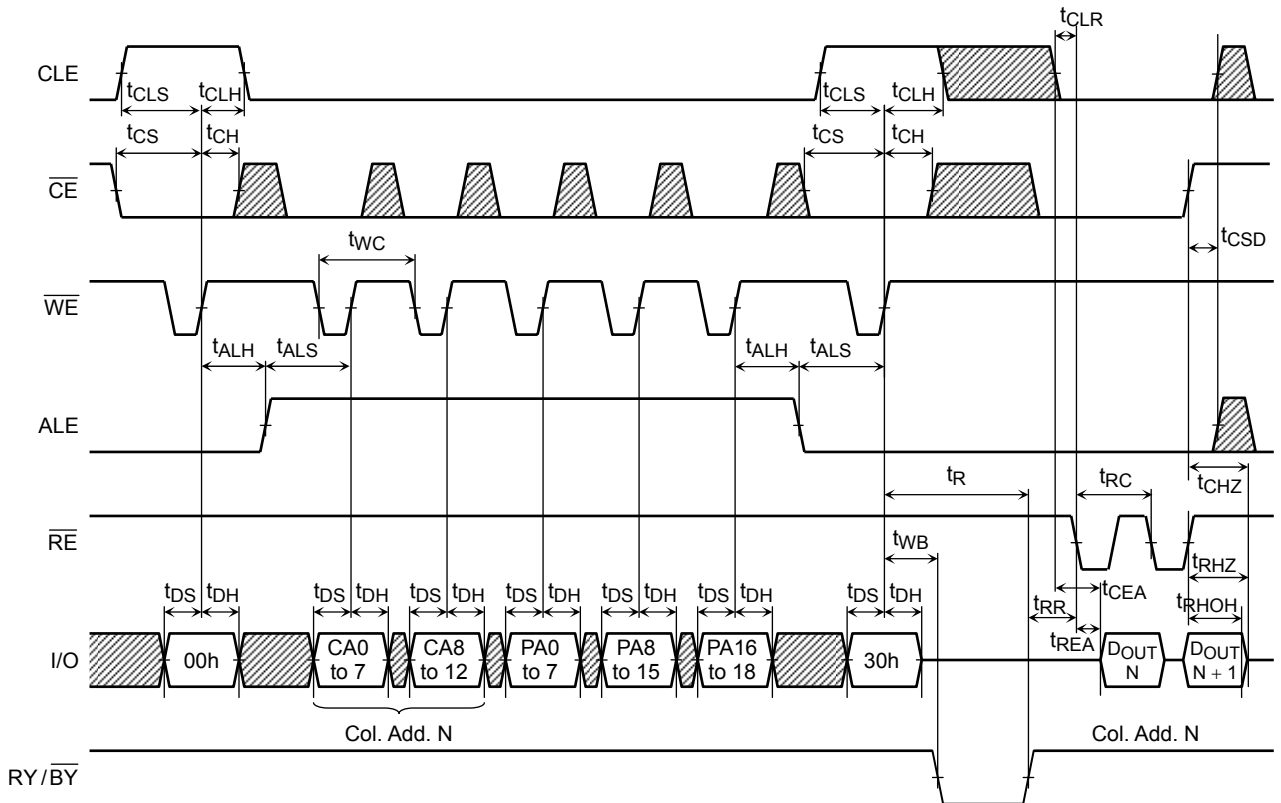 tCLR
CLE
tCLS tCLH tCLS tCLH
tCS tCH tCS tCH
CE
tCSD
tWC
WE
tALH tALS tALH tALS
ALE
tR tRC tCHZ
RE
tWB tRHZ
tDS tDH tDS tDH tDS tDH tDS tDH tDS tDH tDS tDH tDS tDH tCEA
tRR tRHOH
tREA
I/O 00h CA0 to 7 CA8 to 12 PA0 to 7 PA8 to 15 PA16 to 18 30h DOUT N DOUT N + 1
Col. Add. N Col. Add. N
RY/BY